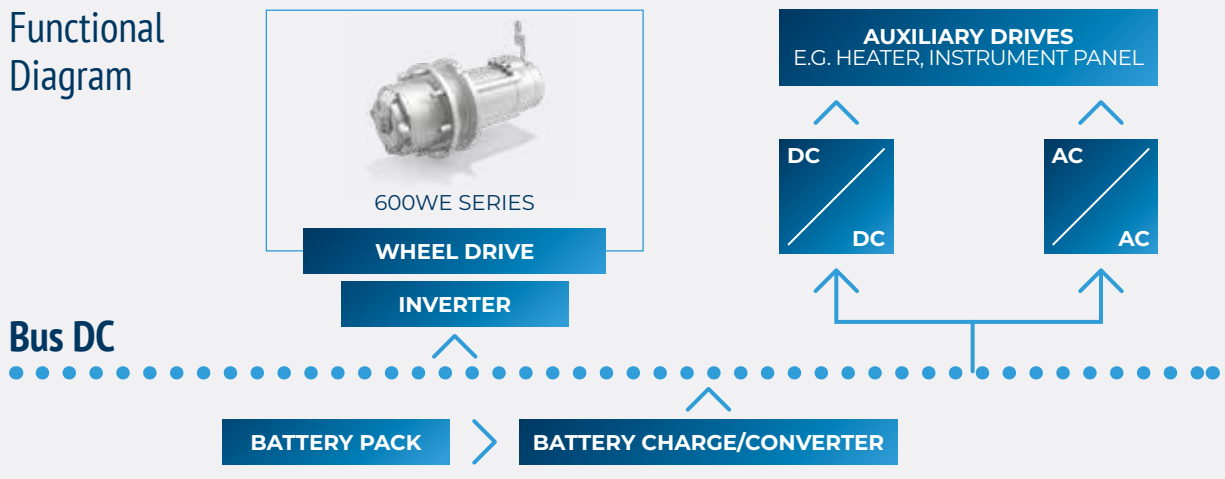 Functional
Diagram
600WE SERIES
WHEEL DRIVE
INVERTER
AUXILIARY DRIVES
E.G. HEATER, INSTRUMENT PANEL
DC
DC
AC
AC
Bus DC
BATTERY PACK
BATTERY CHARGE/CONVERTER